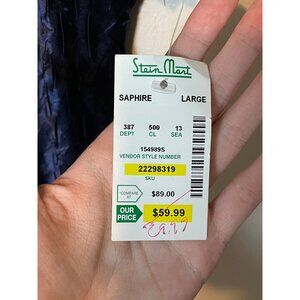 Stein Mart
SAPHIRE LARGE
387 500 13
DEPT CL SEA
154989S
VENDOR STYLE NUMBER
22298319
SKU
*COMPARE AT $89.00
OUR PRICE $59.99